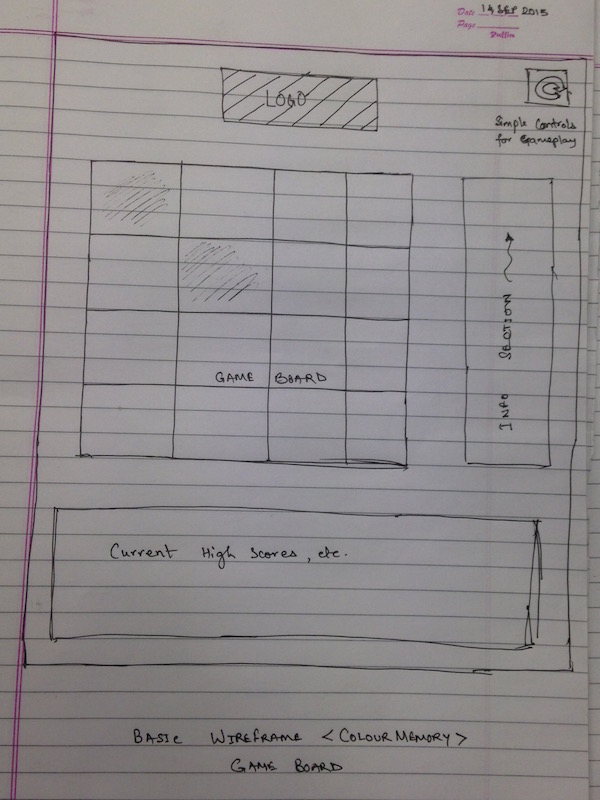 Date 14 SEP 2015
Page
LOGO
Simple Controls
for Gameplay
GAME BOARD
INFO SECTION
Current High Scores, etc.
BASIC WIREFRAME <COLOUR MEMORY>
GAME BOARD